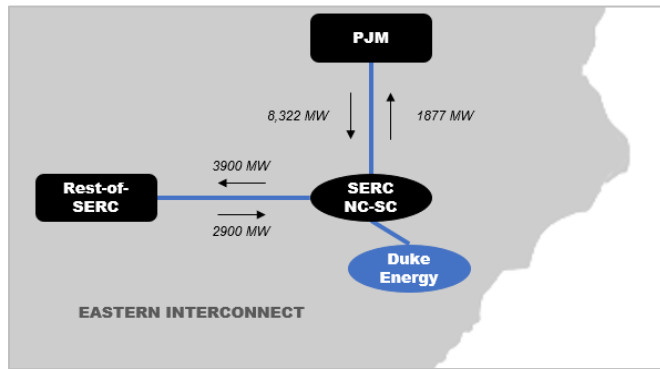 PJM
8,322 MW
1877 MW
3900 MW
Rest-of-
SERC
SERC
NC-SC
2900 MW
Duke
Energy
EASTERN INTERCONNECT